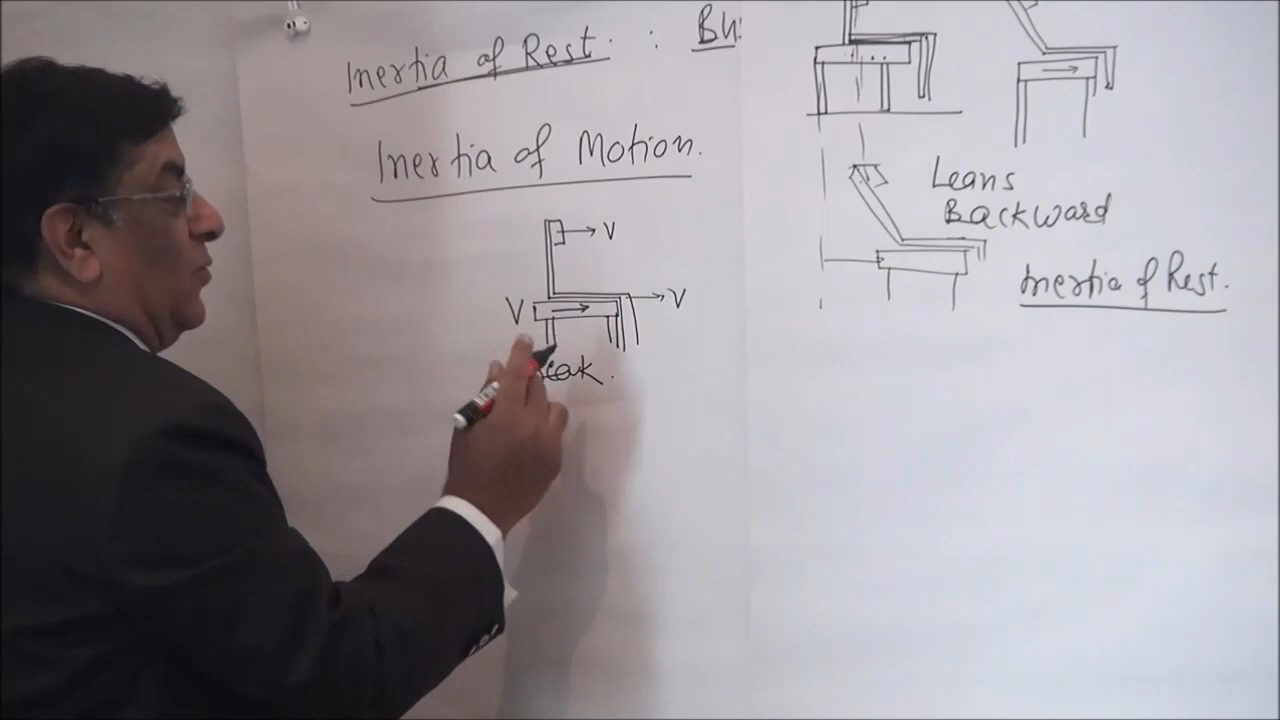 Inertia of Rest :
Inertia of Motion.
V
V
V
Leans
Backward
Inertia of Rest.